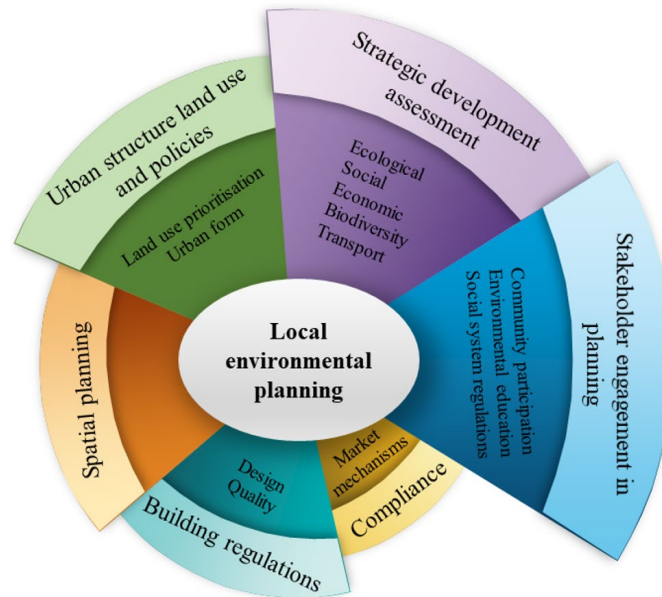 Urban structure land use
and policies
Land use prioritisation
Urban form
Strategic development
assessment
Ecological
Social
Economic
Biodiversity
Transport
Stakeholder engagement in
planning
Community participation
Environmental education
Social system regulations
Local
environmental
planning
Spatial planning
Design
Quality
Building regulations
Market
mechanisms
Compliance